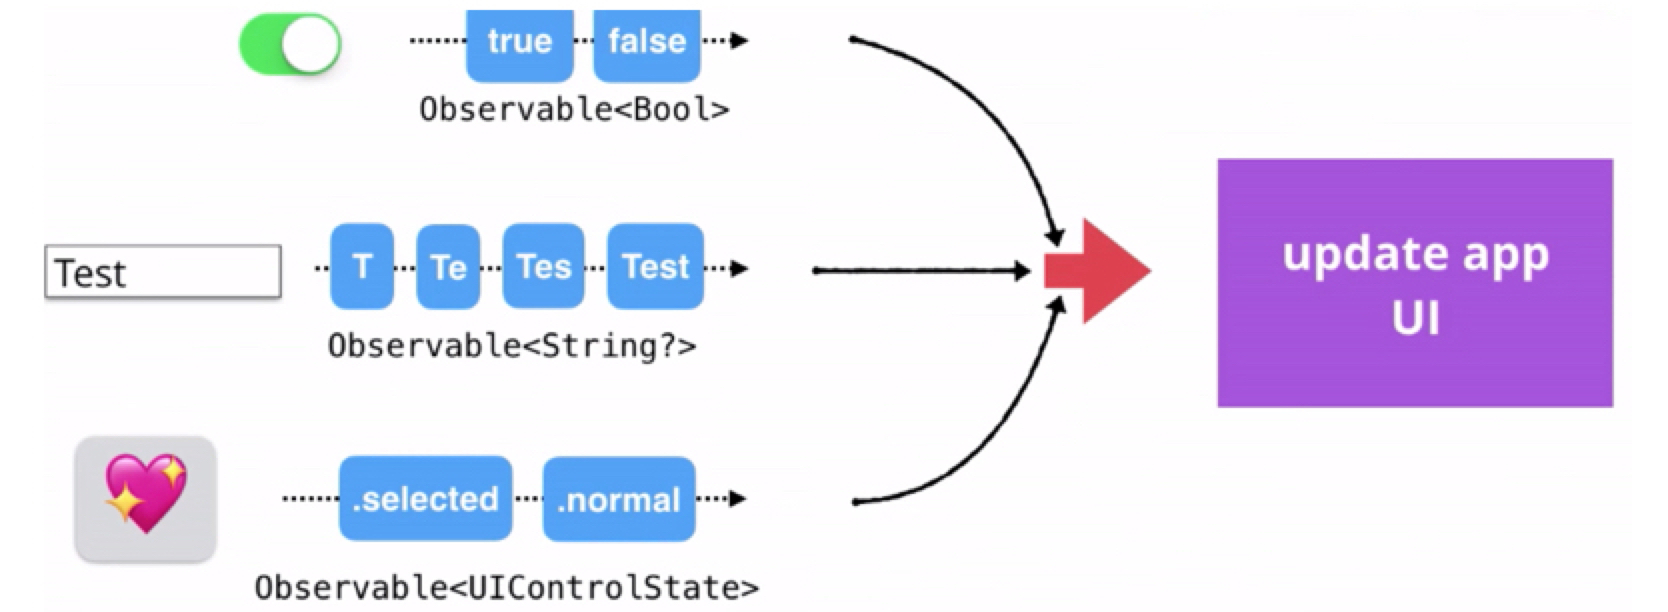 true false
Observable<Bool>
Test
T Te Tes Test
Observable<String?>
.selected .normal
Observable<UIControlState>
update app
UI